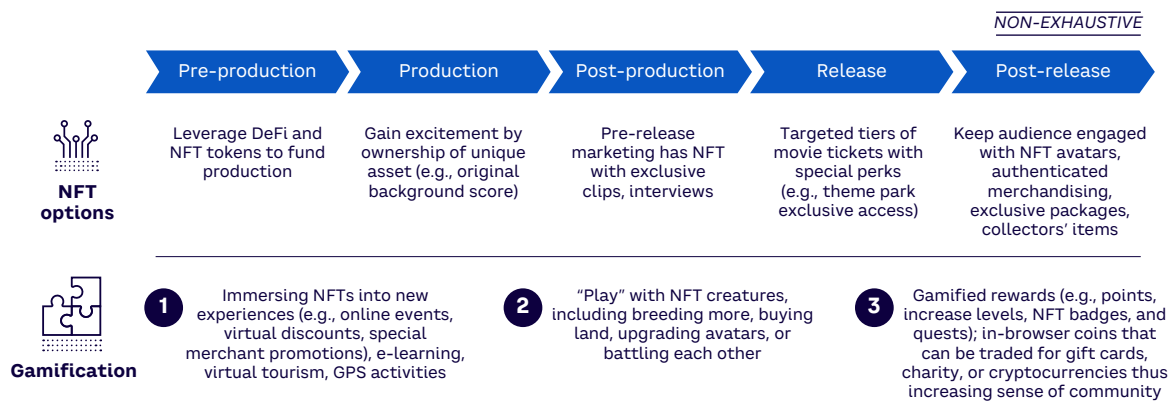 NON-EXHAUSTIVE
Pre-production
Production
Post-production
Release
Post-release
NFT
options
Leverage DeFi and
NFT tokens to fund
production
Gain excitement by
ownership of unique
asset (e.g., original
background score)
Pre-release
marketing has NFT
with exclusive
clips, interviews
Targeted tiers of
movie tickets with
special perks
(e.g., theme park
exclusive access)
Keep audience engaged
with NFT avatars,
authenticated
merchandising,
exclusive packages,
collectors’ items
Gamification
1
Immersing NFTs into new
experiences (e.g., online events,
virtual discounts, special
merchant promotions), e-learning,
virtual tourism, GPS activities
2
“Play” with NFT creatures,
including breeding more, buying
land, upgrading avatars, or
battling each other
3
Gamified rewards (e.g., points,
increase levels, NFT badges, and
quests); in-browser coins that
can be traded for gift cards,
charity, or cryptocurrencies thus
increasing sense of community